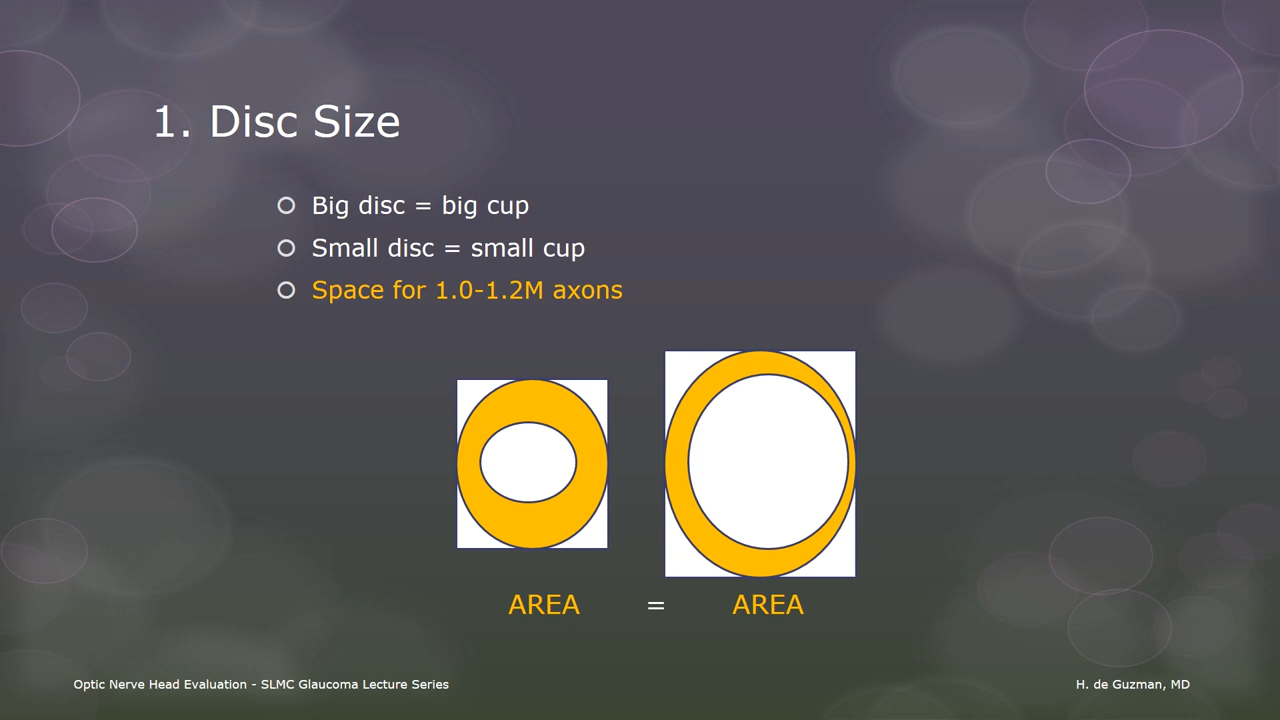 1. Disc Size
Big disc = big cup
Small disc = small cup
Space for 1.0-1.2M axons
AREA = AREA
Optic Nerve Head Evaluation - SLMC Glaucoma Lecture Series
H. de Guzman, MD